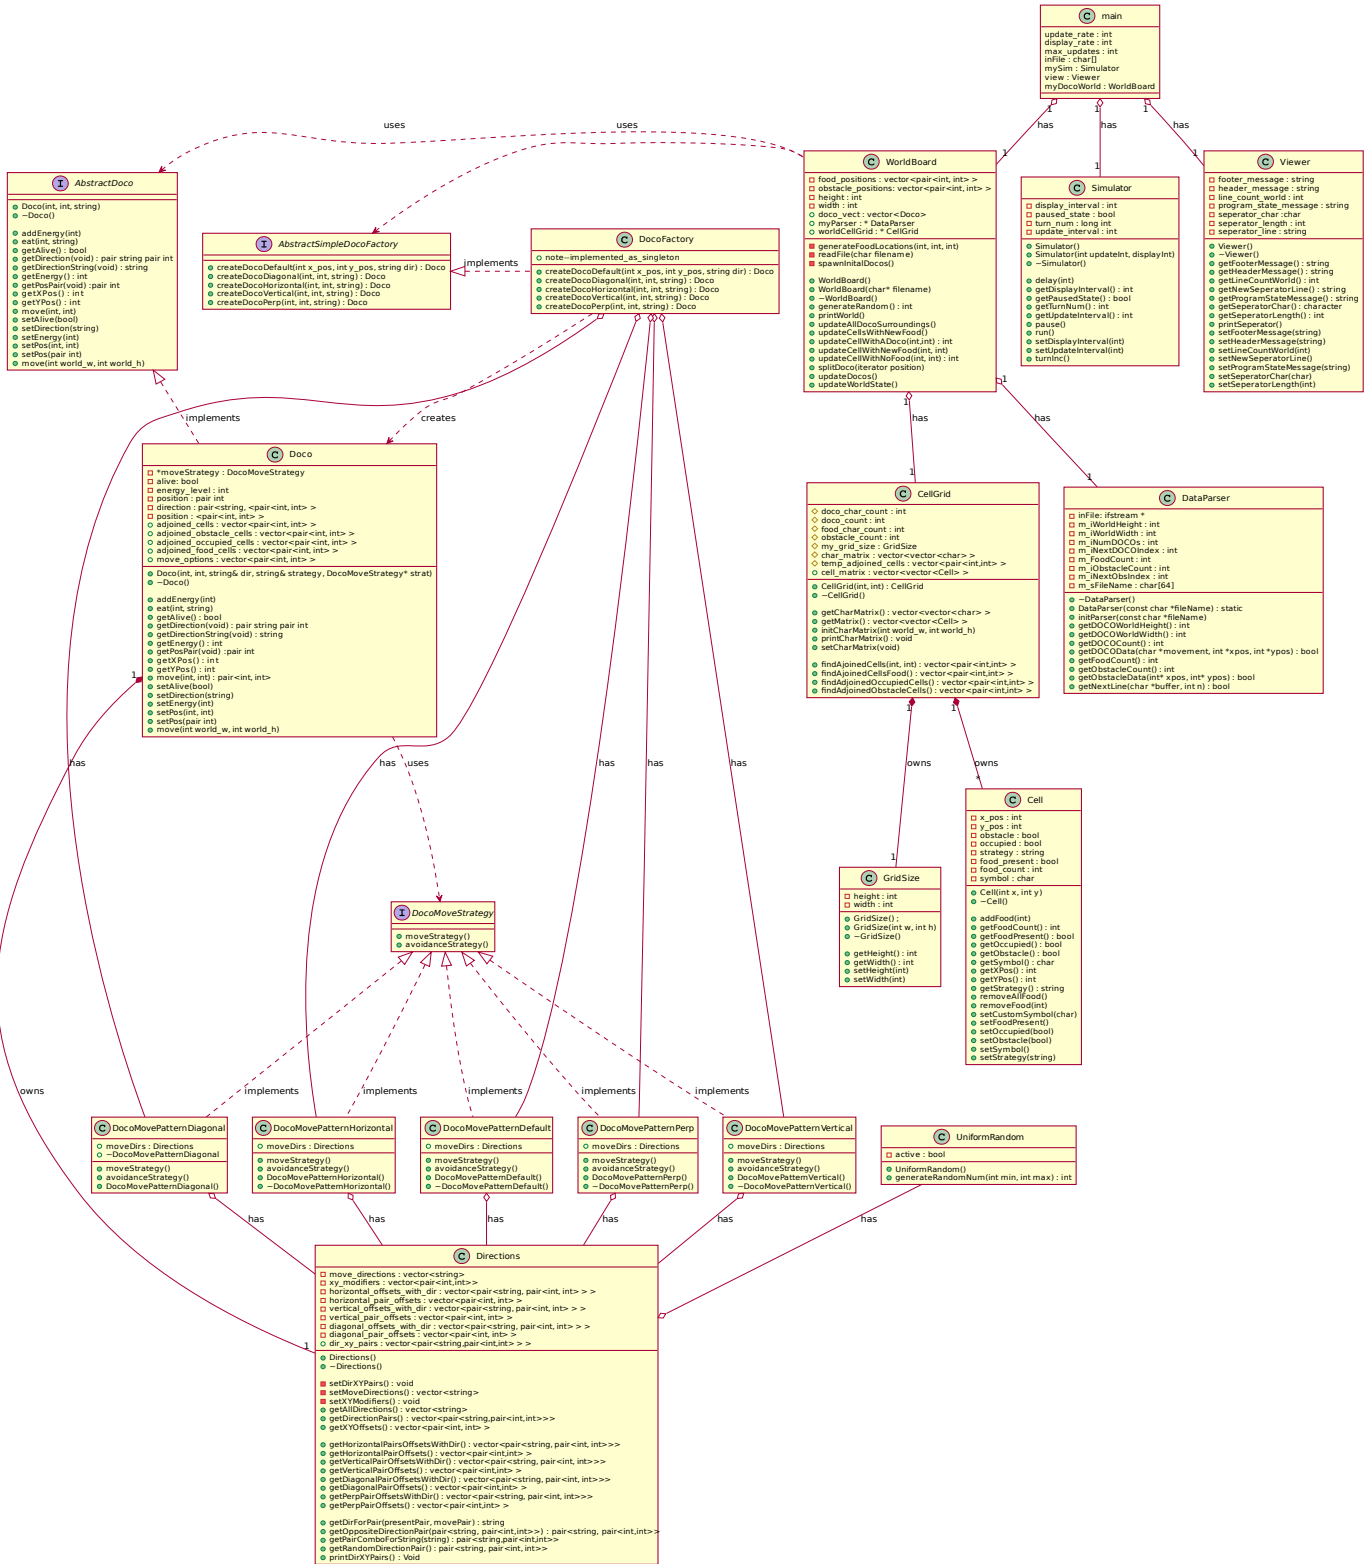 main
update_rate : int
display_rate : int
max_updates : int
inFile : char[]
mySim : Simulator
view : Viewer
myDocoWorld : WorldBoard
1
1
1
has
has
has
1
1
1
uses
uses
AbstractDoco
Doco(int, int, string)
~Doco()
addEnergy(int)
eat(int, string)
getAlive() : bool
getDirection(void) : pair string pair int
getDirectionString(void) : string
getEnergy() : int
getPosPair(void) :pair int
getXPos() : int
getYPos() : int
move(int, int)
setAlive(bool)
setDirection(string)
setEnergy(int)
setPos(int, int)
setPos(pair int)
move(int world_w, int world_h)
AbstractSimpleDocoFactory
createDocoDefault(int x_pos, int y_pos, string dir) : Doco
createDocoDiagonal(int, int, string) : Doco
createDocoHorizontal(int, int, string) : Doco
createDocoVertical(int, int, string) : Doco
createDocoPerp(int, int, string) : Doco
implements
DocoFactory
note--implemented_as_singleton
createDocoDefault(int x_pos, int y_pos, string dir) : Doco
createDocoDiagonal(int, int, string) : Doco
createDocoHorizontal(int, int, string) : Doco
createDocoVertical(int, int, string) : Doco
createDocoPerp(int, int, string) : Doco
WorldBoard
food_positions : vector<pair<int, int> >
obstacle_positions: vector<pair<int, int> >
height : int
width : int
doco_vect : vector<Doco>
myParser : * DataParser
worldCellGrid : * CellGrid
generateFoodLocations(int, int, int)
readFile(char filename)
spawnInitalDocos()
WorldBoard()
WorldBoard(char* filename)
~WorldBoard()
generateRandom() : int
printWorld()
updateAllDocoSurroundings()
updateCellsWithNewFood()
updateCellWithADoco(int,int) : int
updateCellWithNewFood(int, int)
updateCellWithNoFood(int, int) : int
splitDoco(iterator position)
updateDocos()
updateWorldState()
Simulator
display_interval : int
paused_state : bool
turn_num : long int
update_interval : int
Simulator()
Simulator(int updateInt, displayInt)
~Simulator()
delay(int)
getDisplayInterval() : int
getPausedState() : bool
getTurnNum() : int
getUpdateInterval() : int
pause()
run()
setDisplayInterval(int)
setUpdateInterval(int)
turnInc()
Viewer
footer_message : string
header_message : string
line_count_world : int
program_state_message : string
seperator_char :char
seperator_length : int
seperator_line : string
Viewer()
~Viewer()
getFooterMessage() : string
getHeaderMessage() : string
getLineCountWorld() : int
getNewSeperatorLine() : string
getProgramStateMessage() : string
getSeperatorChar() : character
getSeperatorLength() : int
printSeperator()
setFooterMessage(string)
setHeaderMessage(string)
setLineCountWorld(int)
setNewSeperatorLine()
setProgramStateMessage(string)
setSeperatorChar(char)
setSeperatorLength(int)
implements
creates
1
has
1
1
has
1
Doco
*moveStrategy : DocoMoveStrategy
alive: bool
energy_level : int
position : pair int
direction : pair<string, <pair<int, int> >
position : <pair<int, int> >
adjoined_cells : vector<pair<int, int> >
adjoined_obstacle_cells : vector<pair<int, int> >
adjoined_occupied_cells : vector<pair<int, int> >
adjoined_food_cells : vector<pair<int, int> >
move_options : vector<pair<int, int> >
Doco(int, int, string& dir, string& strategy, DocoMoveStrategy* strat)
~Doco()
addEnergy(int)
eat(int, string)
getAlive() : bool
getDirection(void) : pair string pair int
getDirectionString(void) : string
getEnergy() : int
getPosPair(void) :pair int
getXPos() : int
getYPos() : int
move(int, int) : pair<int, int>
setAlive(bool)
setDirection(string)
setEnergy(int)
setPos(int, int)
setPos(pair int)
move(int world_w, int world_h)
1
CellGrid
doco_char_count : int
doco_count : int
food_char_count : int
obstacle_count : int
my_grid_size : GridSize
char_matrix : vector<vector<char> >
temp_adjoined_cells : vector<pair<int,int> >
cell_matrix : vector<vector<Cell> >
CellGrid(int, int) : CellGrid
~CellGrid()
getCharMatrix() : vector<vector<char> >
getMatrix() : vector<vector<Cell> >
initCharMatrix(int world_w, int world_h)
printCharMatrix() : void
setCharMatrix(void)
findAjoinedCells(int, int) : vector<pair<int,int> >
findAjoinedCellsFood() : vector<pair<int,int> >
findAdjoinedOccupiedCells() : vector<pair<int,int> >
findAdjoinedObstacleCells() : vector<pair<int,int> >
DataParser
inFile: ifstream *
m_iWorldHeight : int
m_iWorldWidth : int
m_iNumDOCOs : int
m_iNextDOCOIndex : int
m_FoodCount : int
m_iObstacleCount : int
m_iNextObsIndex : int
m_sFileName : char[64]
~DataParser()
DataParser(const char *fileName) : static
initParser(const char *fileName)
getDOCOWorldHeight() : int
getDOCOWorldWidth() : int
getDOCOCount() : int
getDOCOData(char *movement, int *xpos, int *ypos) : bool
getFoodCount() : int
getObstacleCount() : int
getObstacleData(int* xpos, int* ypos) : bool
getNextLine(char *buffer, int n) : bool
has
uses
has
has
has
has
1
owns
1
1
owns
*
GridSize
height : int
width : int
GridSize() ;
GridSize(int w, int h)
~GridSize()
getHeight() : int
getWidth() : int
setHeight(int)
setWidth(int)
Cell
x_pos : int
y_pos : int
obstacle : bool
occupied : bool
strategy : string
food_present : bool
food_count : int
symbol : char
Cell(int x, int y)
~Cell()
addFood(int)
getFoodCount() : int
getFoodPresent() : bool
getOccupied() : bool
getObstacle() : bool
getSymbol() : char
getXPos() : int
getYPos() : int
getStrategy() : string
removeAllFood()
removeFood(int)
setCustomSymbol(char)
setFoodPresent()
setOccupied(bool)
setObstacle(bool)
setSymbol()
setStrategy(string)
DocoMoveStrategy
moveStrategy()
avoidanceStrategy()
owns
implements
implements
implements
implements
implements
DocoMovePatternDiagonal
moveDirs : Directions
~DocoMovePatternDiagonal
moveStrategy()
avoidanceStrategy()
DocoMovePatternDiagonal()
DocoMovePatternHorizontal
moveDirs : Directions
moveStrategy()
avoidanceStrategy()
DocoMovePatternHorizontal()
~DocoMovePatternHorizontal()
DocoMovePatternDefault
moveDirs : Directions
moveStrategy()
avoidanceStrategy()
DocoMovePatternDefault()
~DocoMovePatternDefault()
DocoMovePatternPerp
moveDirs : Directions
moveStrategy()
avoidanceStrategy()
DocoMovePatternPerp()
~DocoMovePatternPerp()
DocoMovePatternVertical
moveDirs : Directions
moveStrategy()
avoidanceStrategy()
DocoMovePatternVertical()
~DocoMovePatternVertical()
UniformRandom
active : bool
UniformRandom()
generateRandomNum(int min, int max) : int
has
has
has
has
has
has
1
Directions
move_directions : vector<string>
xy_modifiers : vector<pair<int,int>>
horizontal_offsets_with_dir : vector<pair<string, pair<int, int> > >
horizontal_pair_offsets : vector<pair<int, int> >
vertical_offsets_with_dir : vector<pair<string, pair<int, int> > >
vertical_pair_offsets : vector<pair<int, int> >
diagonal_offsets_with_dir : vector<pair<string, pair<int, int> > >
diagonal_pair_offsets : vector<pair<int, int> >
dir_xy_pairs : vector<pair<string,pair<int,int> > >
Directions()
~Directions()
setDirXYPairs() : void
setMoveDirections() : vector<string>
setXYModifiers() : void
getAllDirections() : vector<string>
getDirectionPairs() : vector<pair<string,pair<int,int>>>
getXYOffsets() : vector<pair<int, int> >
getHorizontalPairsOffsetsWithDir() : vector<pair<string, pair<int, int>>>
getHorizontalPairOffsets() : vector<pair<int,int> >
getVerticalPairOffsetsWithDir() : vector<pair<string, pair<int, int>>>
getVerticalPairOffsets() : vector<pair<int,int> >
getDiagonalPairOffsetsWithDir() : vector<pair<string, pair<int, int>>>
getDiagonalPairOffsets() : vector<pair<int,int> >
getPerpPairOffsetsWithDir() : vector<pair<string, pair<int, int>>>
getPerpPairOffsets() : vector<pair<int,int> >
getDirForPair(presentPair, movePair) : string
getOppositeDirectionPair(pair<string, pair<int,int>>) : pair<string, pair<int,int>>
getPairComboForString(string) : pair<string,pair<int,int>>
getRandomDirectionPair() : pair<string, pair<int, int>>
printDirXYPairs() : Void